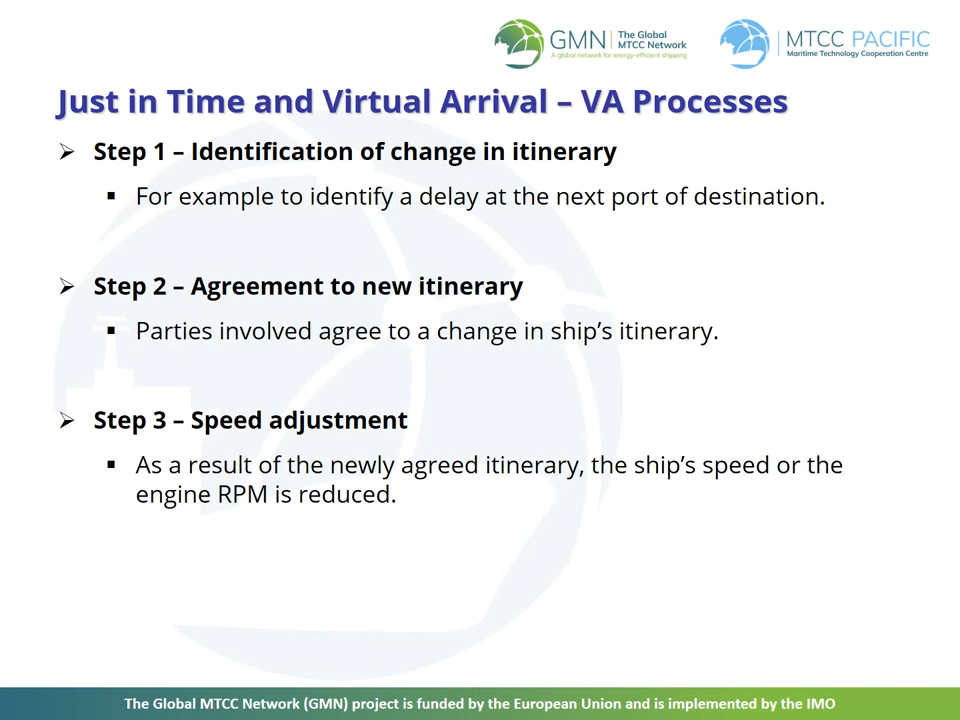 GMN
The Global
MTCC Network
A global network for energy-efficient shipping
MTCC PACIFIC
Maritime Technology Cooperation Centre
Just in Time and Virtual Arrival – VA Processes
Step 1 – Identification of change in itinerary
For example to identify a delay at the next port of destination.
Step 2 – Agreement to new itinerary
Parties involved agree to a change in ship’s itinerary.
Step 3 – Speed adjustment
As a result of the newly agreed itinerary, the ship’s speed or the
engine RPM is reduced.
The Global MTCC Network (GMN) project is funded by the European Union and is implemented by the IMO